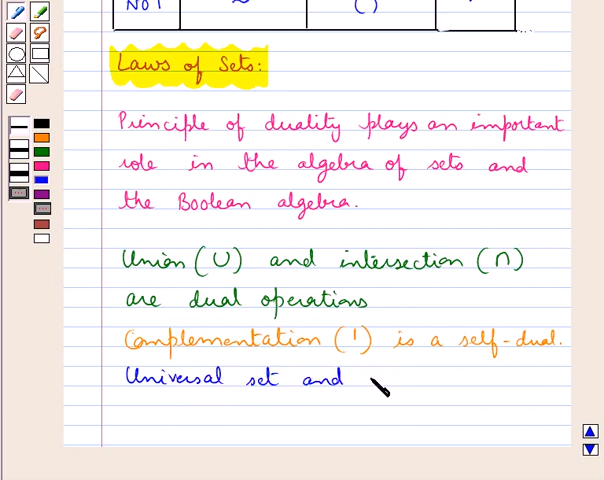 NOT ~ ( )
Laws of Sets:
Principle of duality plays an important
role in the algebra of sets and
the Boolean algebra.
Union (∪) and intersection (∩)
are dual operations
Complementation (') is a self-dual.
Universal set and